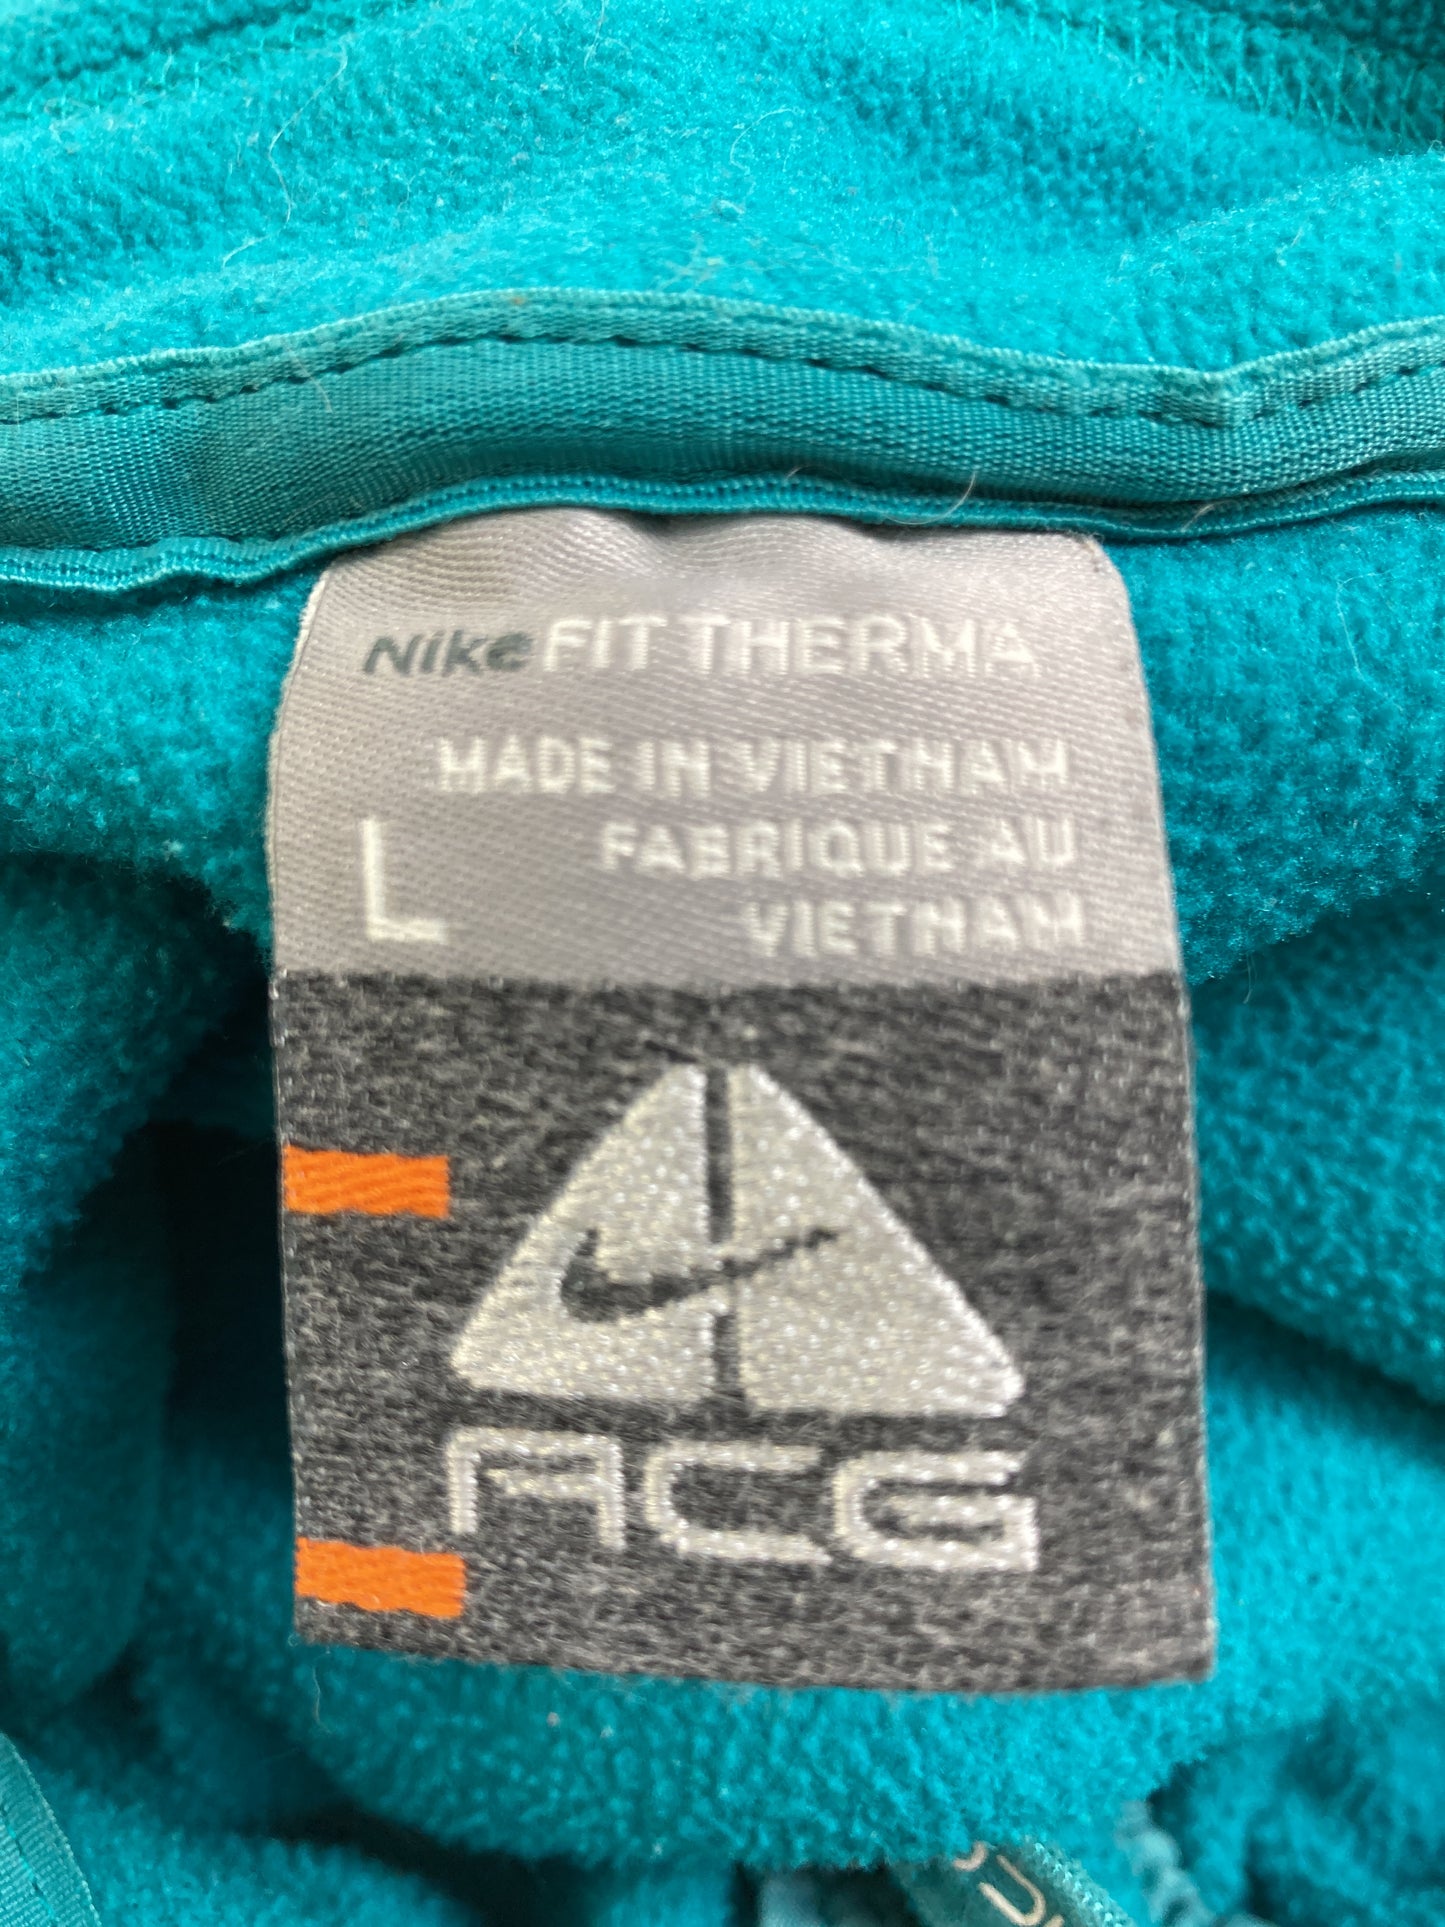 Nike FIT THERMA
MADE IN VIETNAM
L
FABRIQUE AU
VIETNAM
ACG